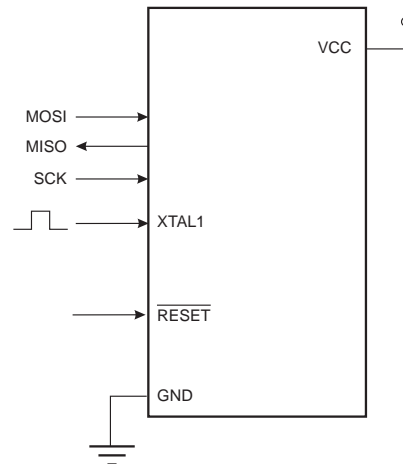 VCC
MOSI
MISO
SCK
XTAL1
RESET
GND